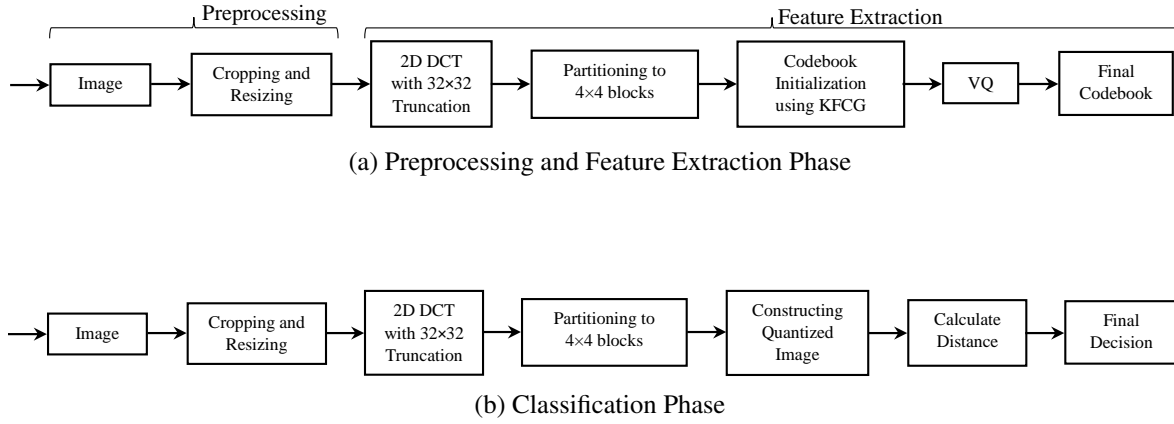 Preprocessing
Feature Extraction
Image
Cropping and
Resizing
2D DCT
with 32×32
Truncation
Partitioning to
4×4 blocks
Codebook
Initialization
using KFCG
VQ
Final
Codebook
(a) Preprocessing and Feature Extraction Phase
Image
Cropping and
Resizing
2D DCT
with 32×32
Truncation
Partitioning to
4×4 blocks
Constructing
Quantized
Image
Calculate
Distance
Final
Decision
(b) Classification Phase